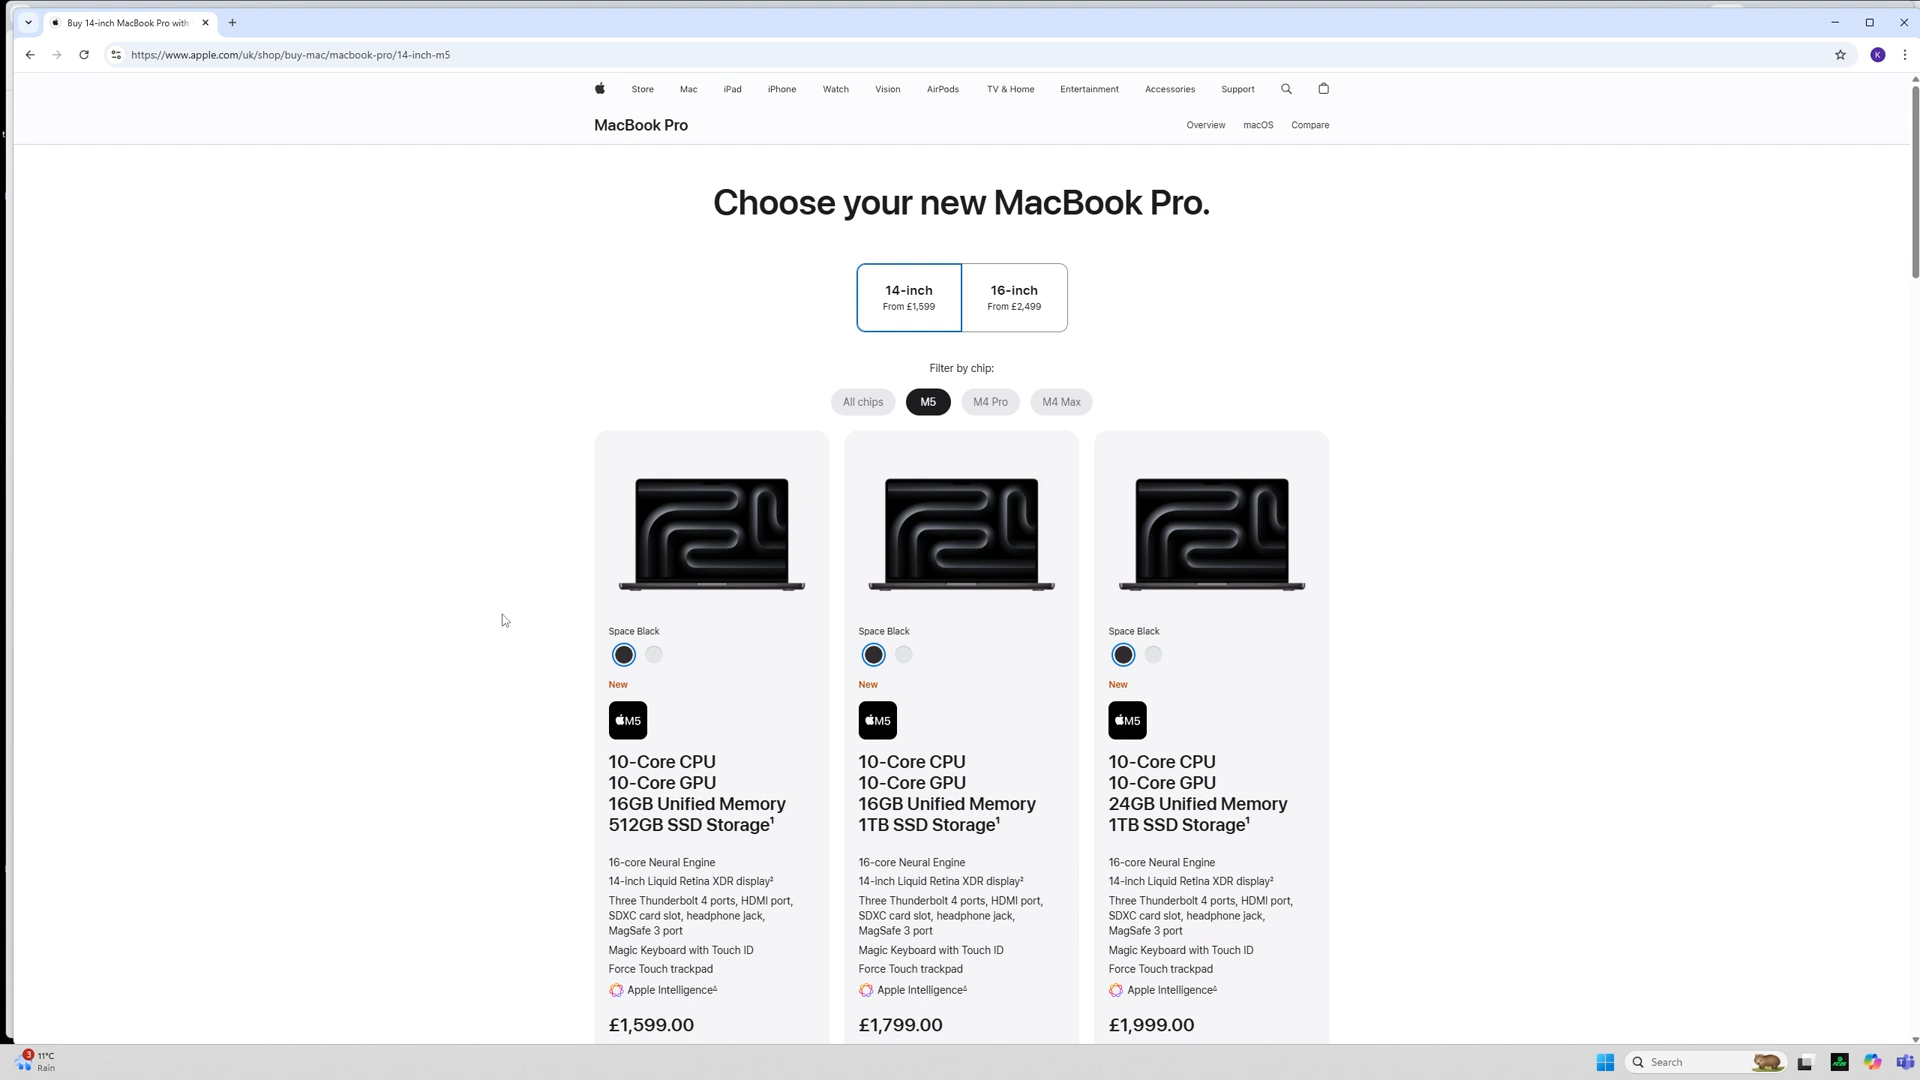 Buy 14-inch MacBook Pro with
https://www.apple.com/uk/shop/buy-mac/macbook-pro/14-inch-m5
K
Store Mac iPad iPhone Watch Vision AirPods TV & Home Entertainment Accessories Support
MacBook Pro
Overview macOS Compare
Choose your new MacBook Pro.
14-inch
From £1,599
16-inch
From £2,499
Filter by chip:
All chips M5 M4 Pro M4 Max
Space Black
New
M5
10-Core CPU
10-Core GPU
16GB Unified Memory
512GB SSD Storage¹
16-core Neural Engine
14-inch Liquid Retina XDR display²
Three Thunderbolt 4 ports, HDMI port,
SDXC card slot, headphone jack,
MagSafe 3 port
Magic Keyboard with Touch ID
Force Touch trackpad
Apple Intelligence∆
£1,599.00
Space Black
New
M5
10-Core CPU
10-Core GPU
16GB Unified Memory
1TB SSD Storage¹
16-core Neural Engine
14-inch Liquid Retina XDR display²
Three Thunderbolt 4 ports, HDMI port,
SDXC card slot, headphone jack,
MagSafe 3 port
Magic Keyboard with Touch ID
Force Touch trackpad
Apple Intelligence∆
£1,799.00
Space Black
New
M5
10-Core CPU
10-Core GPU
24GB Unified Memory
1TB SSD Storage¹
16-core Neural Engine
14-inch Liquid Retina XDR display²
Three Thunderbolt 4 ports, HDMI port,
SDXC card slot, headphone jack,
MagSafe 3 port
Magic Keyboard with Touch ID
Force Touch trackpad
Apple Intelligence∆
£1,999.00
3
11°C
Rain
Search